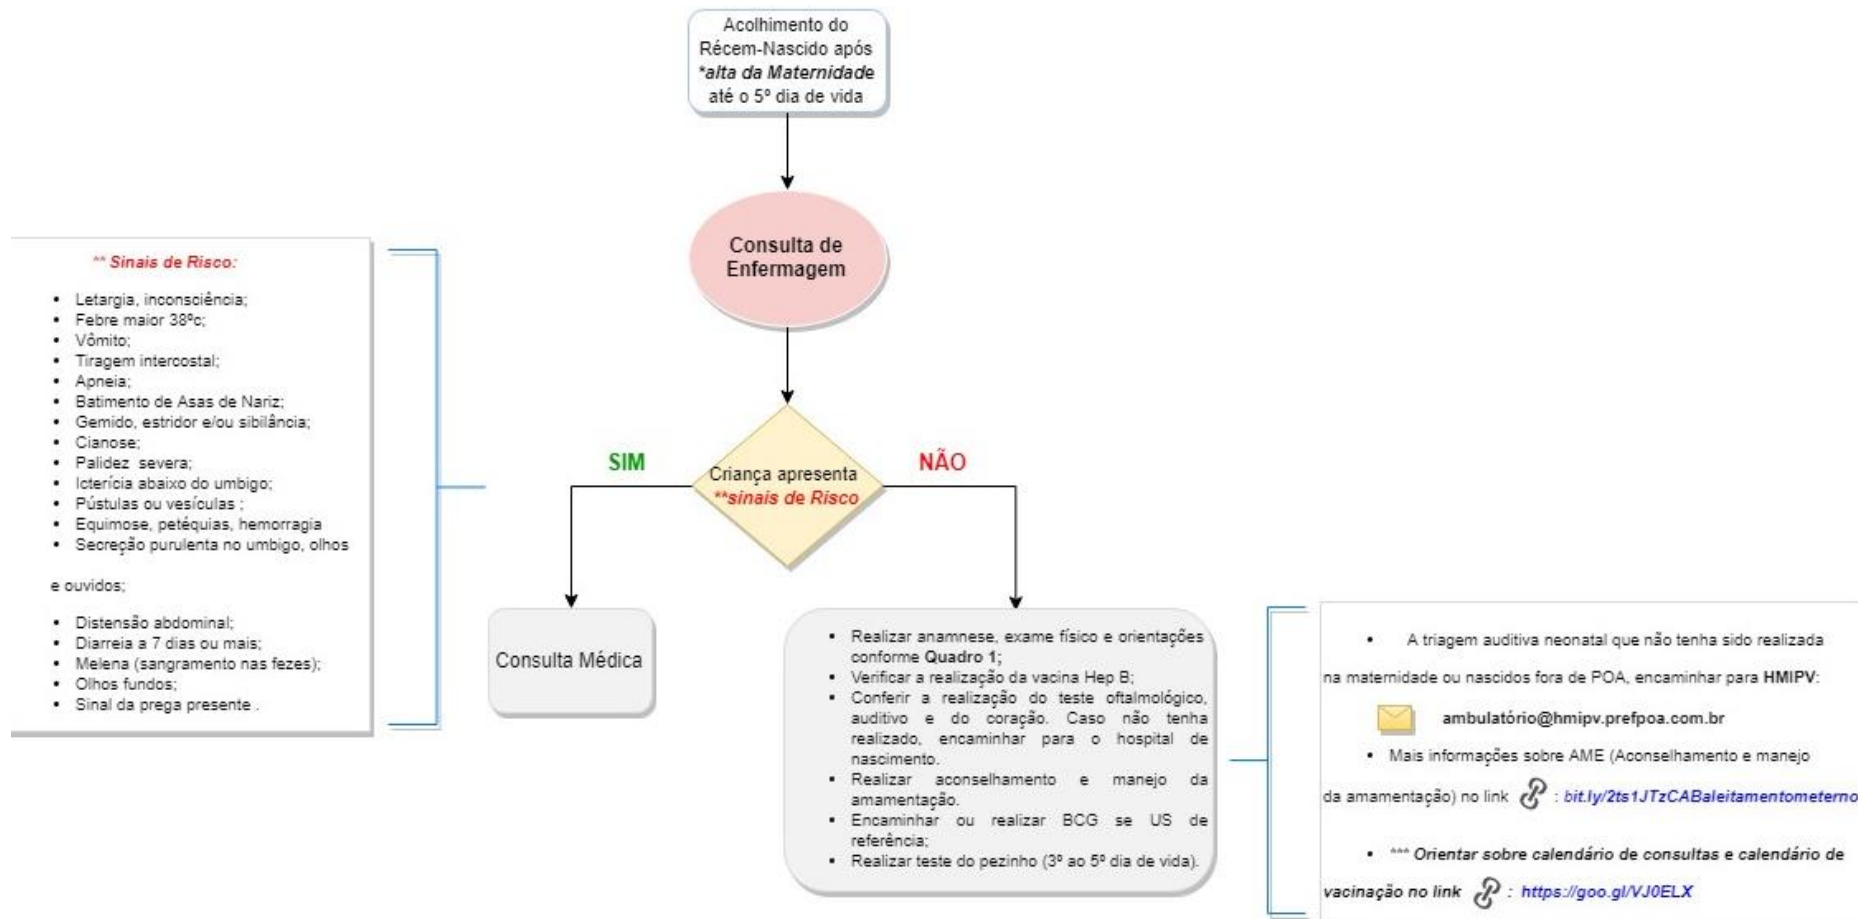 Acolhimento do
Récem-Nascido após
*alta da Maternidade
até o 5º dia de vida
Consulta de
Enfermagem
** Sinais de Risco:
• Letargia, inconsciência;
• Febre maior 38ºc;
• Vômito;
• Tiragem intercostal;
• Apneia;
• Batimento de Asas de Nariz;
• Gemido, estridor e/ou sibilância;
• Cianose;
• Palidez severa;
• Icterícia abaixo do umbigo;
• Pústulas ou vesículas ;
• Equimose, petéquias, hemorragia
• Secreção purulenta no umbigo, olhos
e ouvidos;
• Distensão abdominal;
• Diarreia a 7 dias ou mais;
• Melena (sangramento nas fezes);
• Olhos fundos;
• Sinal da prega presente .
SIM
Criança apresenta
**sinais de Risco
NÃO
Consulta Médica
• Realizar anamnese, exame físico e orientações
conforme Quadro 1;
• Verificar a realização da vacina Hep B;
• Conferir a realização do teste oftalmológico,
auditivo e do coração. Caso não tenha
realizado, encaminhar para o hospital de
nascimento.
• Realizar aconselhamento e manejo da
amamentação.
• Encaminhar ou realizar BCG se US de
referência;
• Realizar teste do pezinho (3º ao 5º dia de vida).
• A triagem auditiva neonatal que não tenha sido realizada
na maternidade ou nascidos fora de POA, encaminhar para HMIPV:
ambulatório@hmipv.prefpoa.com.br
• Mais informações sobre AME (Aconselhamento e manejo
da amamentação) no link : bit.ly/2ts1JTzCABaleitamentometerno
• *** Orientar sobre calendário de consultas e calendário de
vacinação no link : https://goo.gl/VJ0ELX